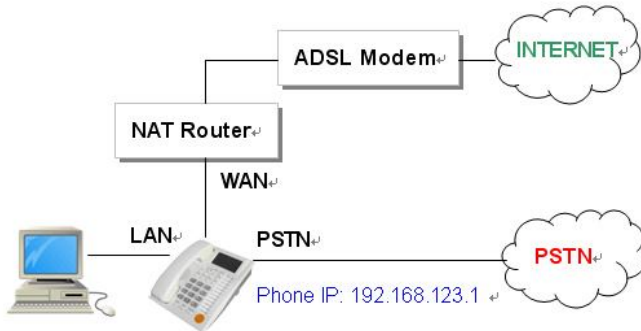 INTERNET
ADSL Modem
NAT Router
WAN
LAN
PSTN
PSTN
Phone IP: 192.168.123.1